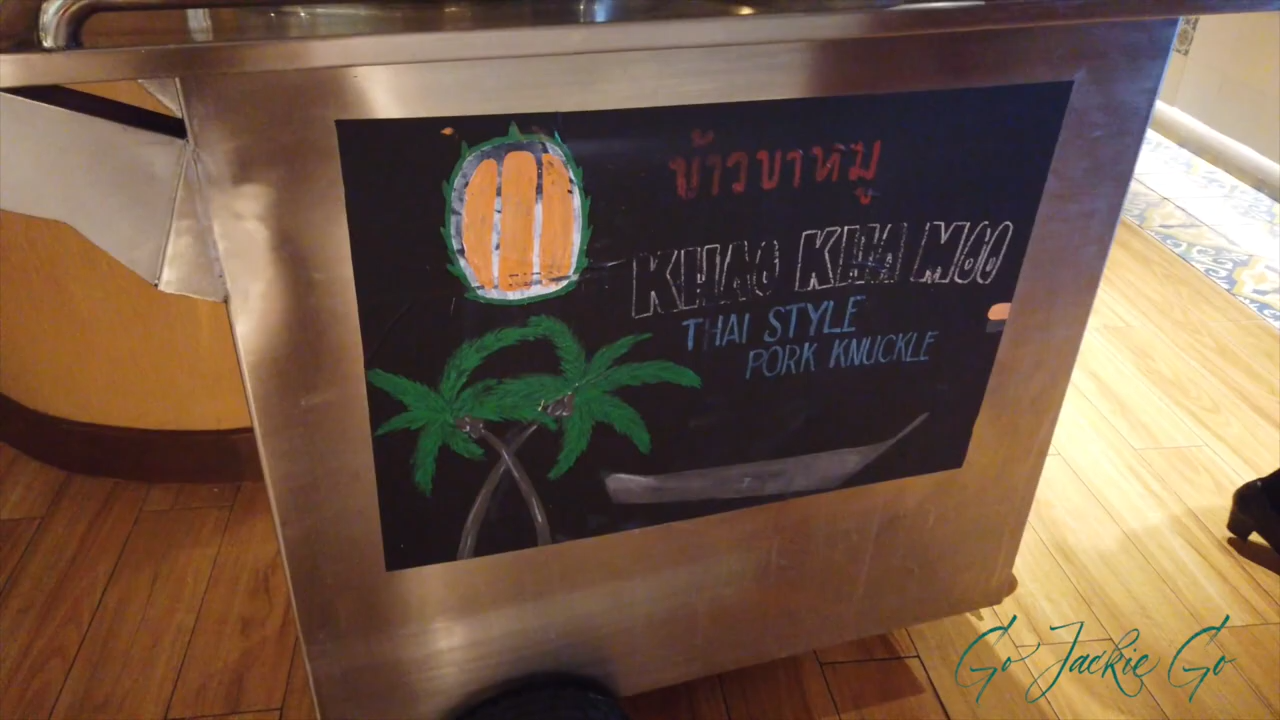 ข้าวขาหมู
KHAO KHA MOO
THAI STYLE
PORK KNUCKLE
Go Jackie Go